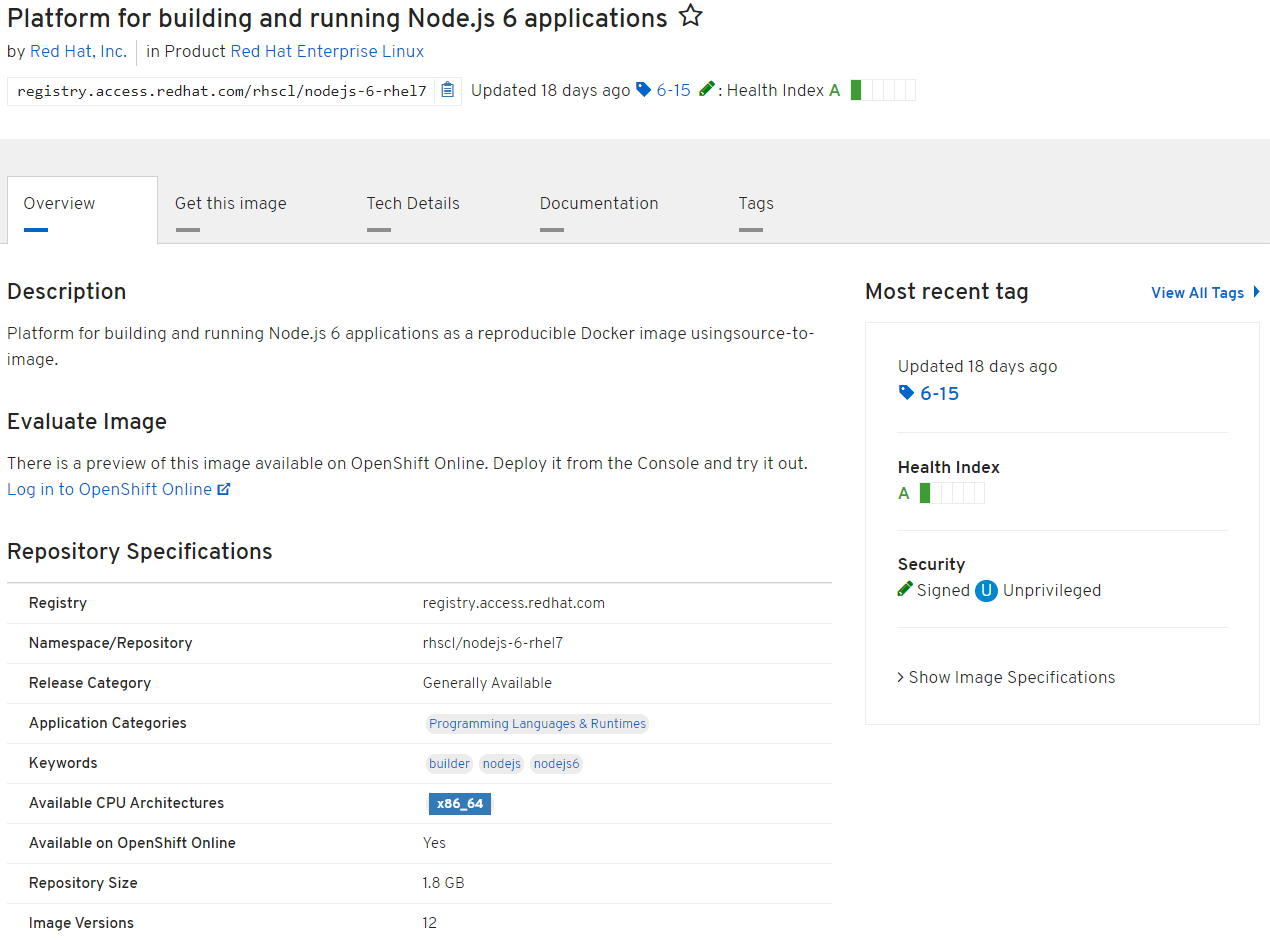 Platform for building and running Node.js 6 applications
by Red Hat, Inc. in Product Red Hat Enterprise Linux
registry.access.redhat.com/rhscl/nodejs-6-rhel7 Updated 18 days ago 6-15 : Health Index A
Overview Get this image Tech Details Documentation Tags
Description
Platform for building and running Node.js 6 applications as a reproducible Docker image usingsource-to-
image.
Evaluate Image
There is a preview of this image available on OpenShift Online. Deploy it from the Console and try it out.
Log in to OpenShift Online
Repository Specifications
Registry registry.access.redhat.com
Namespace/Repository rhscl/nodejs-6-rhel7
Release Category Generally Available
Application Categories Programming Languages & Runtimes
Keywords builder nodejs nodejs6
Available CPU Architectures x86_64
Available on OpenShift Online Yes
Repository Size 1.8 GB
Image Versions 12
Most recent tag View All Tags
Updated 18 days ago
6-15
Health Index
A
Security
Signed U Unprivileged
> Show Image Specifications